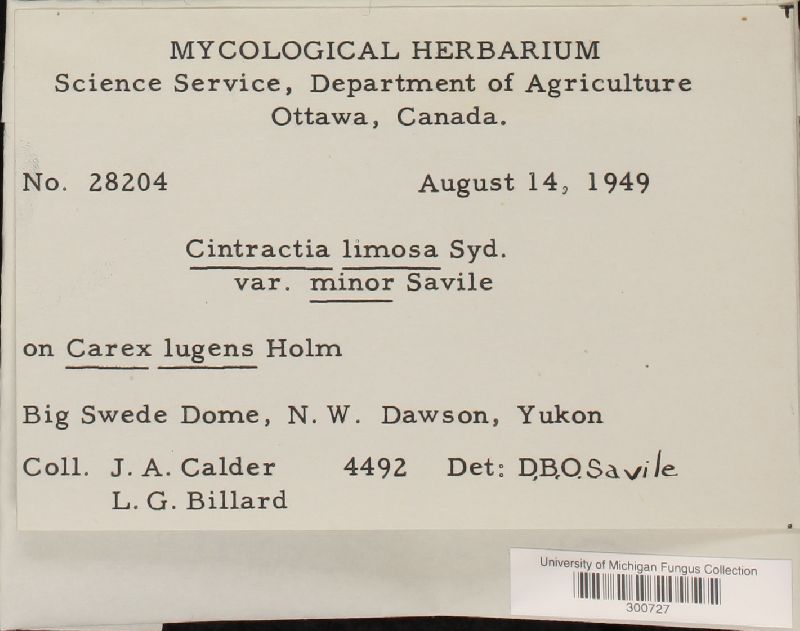 MYCOLOGICAL HERBARIUM
Science Service, Department of Agriculture
Ottawa, Canada.
No. 28204 August 14, 1949
Cintractia limosa Syd.
var. minor Savile
on Carex lugens Holm
Big Swede Dome, N. W. Dawson, Yukon
Coll. J. A. Calder 4492 Det: D.B.O. Savile
L. G. Billard
University of Michigan Fungus Collection
300727